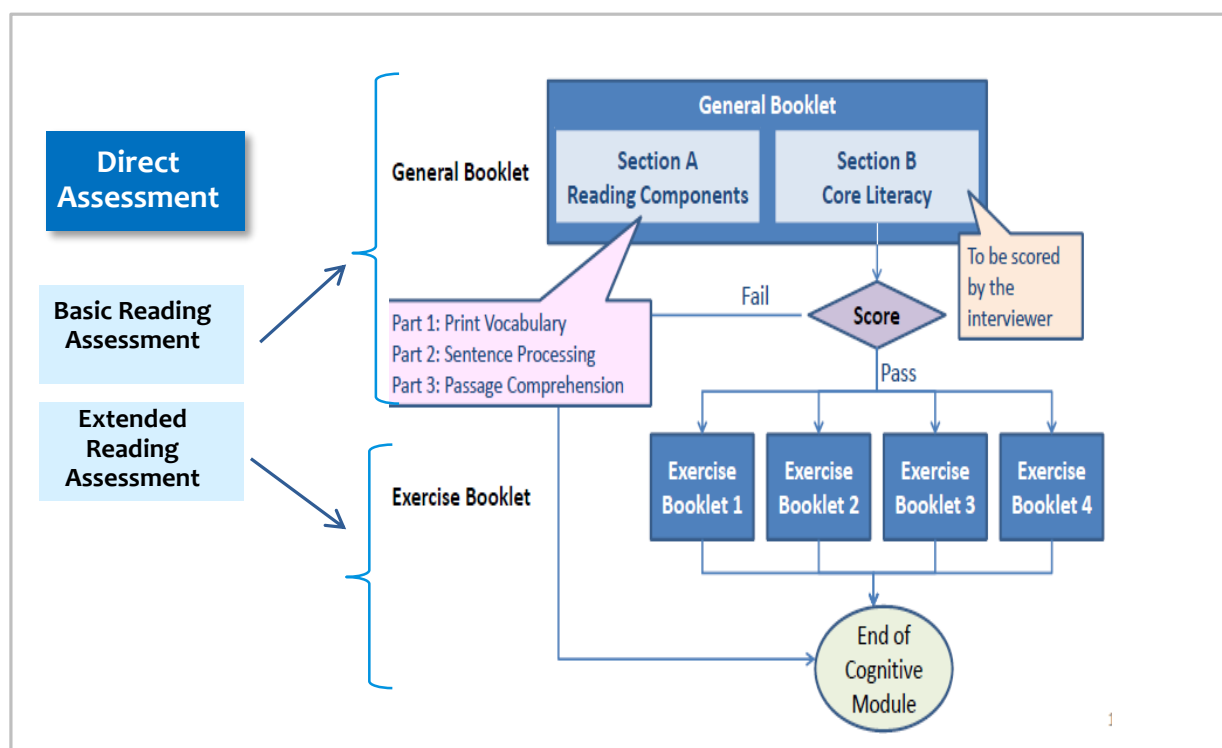 Direct
Assessment
Basic Reading
Assessment
Extended
Reading
Assessment
General Booklet
Exercise Booklet
General Booklet
Section A
Reading Components
Section B
Core Literacy
To be scored
by the
interviewer
Part 1: Print Vocabulary
Part 2: Sentence Processing
Part 3: Passage Comprehension
Fail
Score
Pass
Exercise
Booklet 1
Exercise
Booklet 2
Exercise
Booklet 3
Exercise
Booklet 4
End of
Cognitive
Module